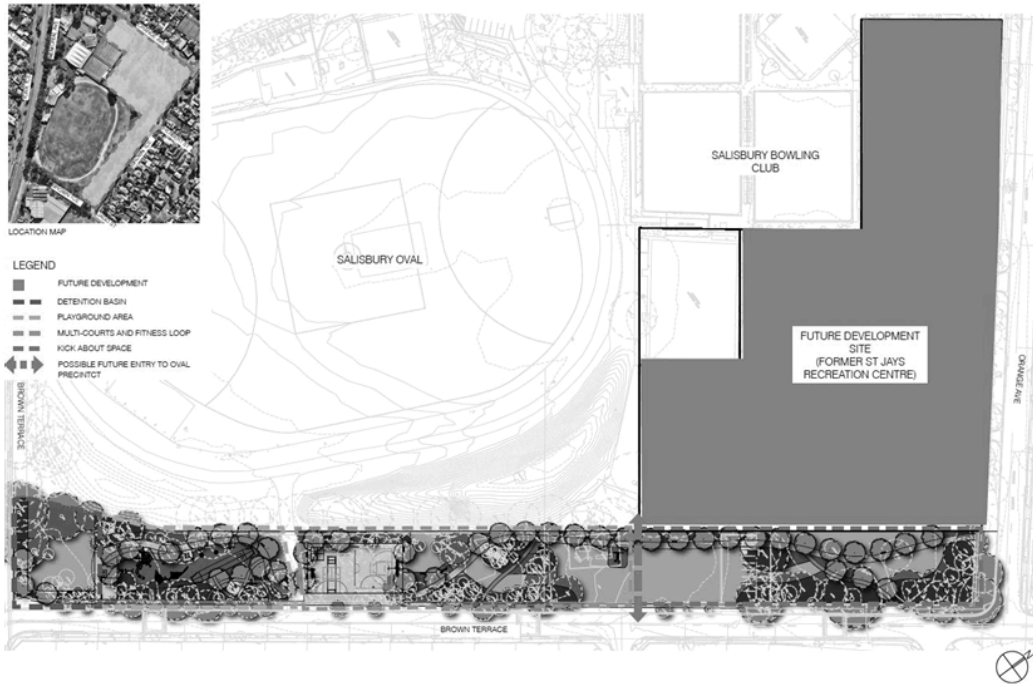 LOCATION MAP
LEGEND
FUTURE DEVELOPMENT
DETENTION BASIN
PLAYGROUND AREA
MULTI-COURTS AND FITNESS LOOP
KICK ABOUT SPACE
POSSIBLE FUTURE ENTRY TO OVAL
PRECINTCT
BROWN TERRACE
SALISBURY OVAL
SALISBURY BOWLING
CLUB
FUTURE DEVELOPMENT
SITE
(FORMER ST JAYS
RECREATION CENTRE)
ORANGE AVE
BROWN TERRACE